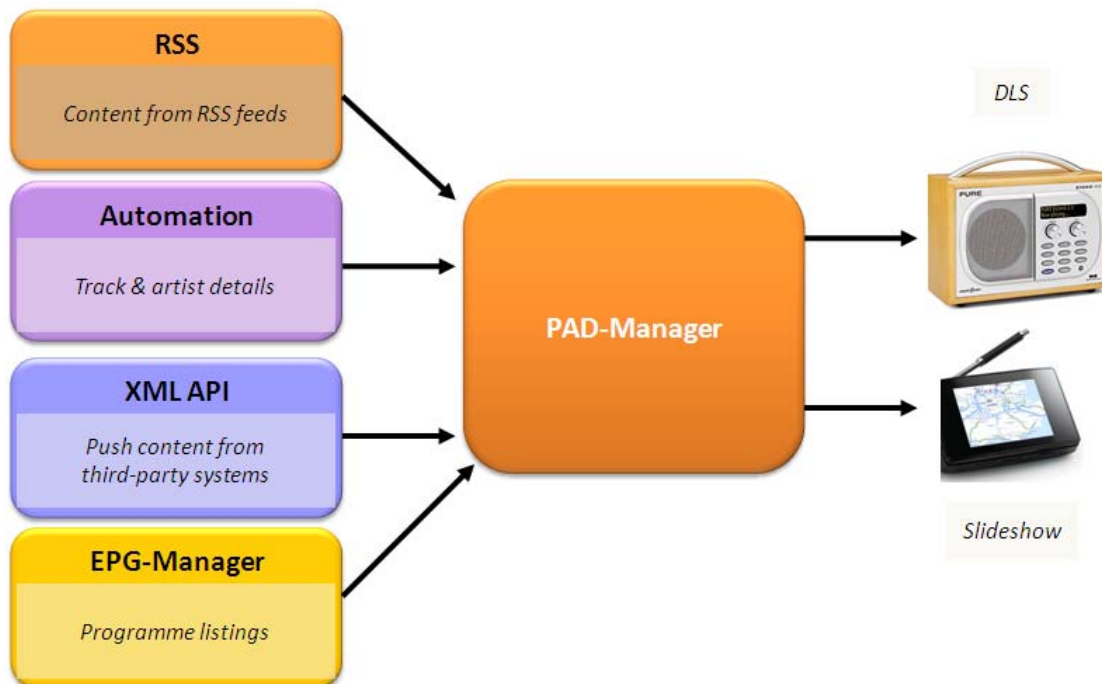 RSS
Content from RSS feeds
Automation
Track & artist details
XML API
Push content from
third-party systems
EPG-Manager
Programme listings
PAD-Manager
DLS
PURE
Slideshow